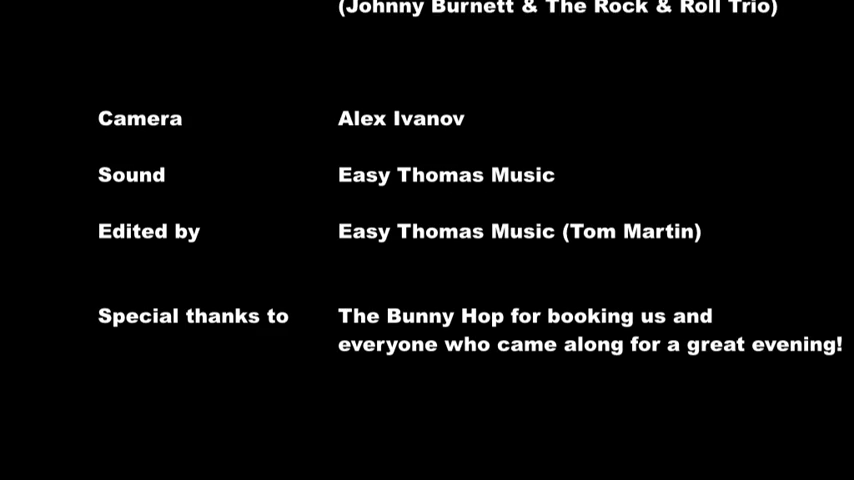 (Johnny Burnett & The Rock & Roll Trio)
Camera Alex Ivanov
Sound Easy Thomas Music
Edited by Easy Thomas Music (Tom Martin)
Special thanks to The Bunny Hop for booking us and
everyone who came along for a great evening!